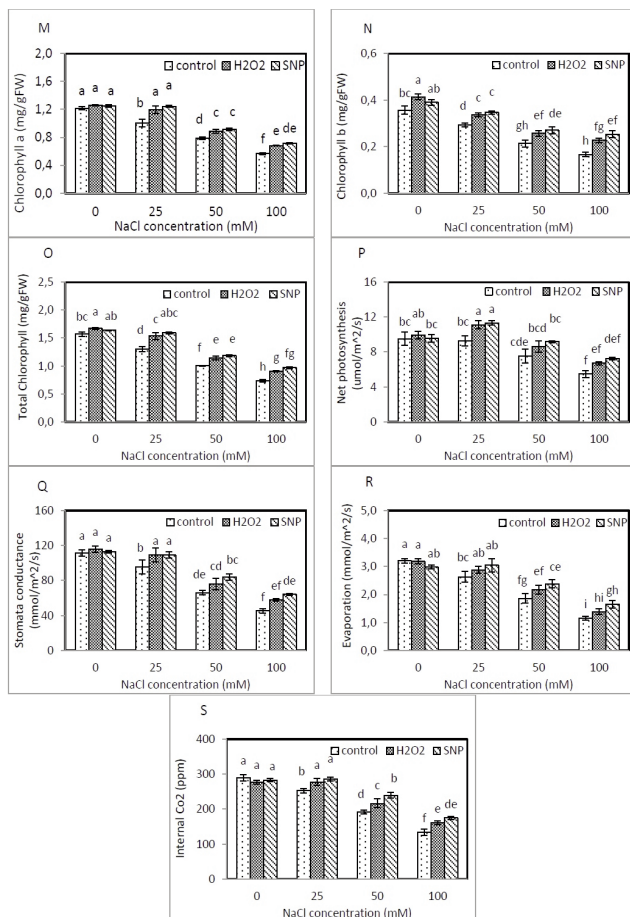 M
2,0
1,6
1,2
0,8
0,4
0,0
Chlorophyll a (mg/gFW)
control H2O2 SNP
a a a
b a a
d c c
f e de
0 25 50 100
NaCl concentration (mM)
N
0,6
0,4
0,2
0
Chlorophyll b (mg/gFW)
control H2O2 SNP
bc a ab
d c c
gh ef de
h fg ef
0 25 50 100
NaCl concentration (mM)
O
2,5
2,0
1,5
1,0
0,5
0,0
Total Chlorophyll (mg/gFW)
control H2O2 SNP
bc a ab
d c abc
f e e
h g fg
0 25 50 100
NaCl concentration (mM)
P
16
12
8
4
0
Net photosynthesis
(umol/m^2/s)
control H2O2 SNP
bc ab bc
bc a a
cde bcd bc
f ef def
0 25 50 100
NaCl concentration (mM)
Q
160
120
80
40
0
Stomata conductance
(mmol/m^2/s)
control H2O2 SNP
a a a
b a a
de cd bc
f ef de
0 25 50 100
NaCl concentration (mM)
R
5,0
4,0
3,0
2,0
1,0
0,0
Evaporation (mmol/m^2/s)
control H2O2 SNP
a a ab
bc ab ab
fg ef ce
i hi gh
0 25 50 100
NaCl concentration (mM)
S
400
300
200
100
0
Internal Co2 (ppm)
control H2O2 SNP
a a a
b a a
d c b
f e de
0 25 50 100
NaCl concentration (mM)